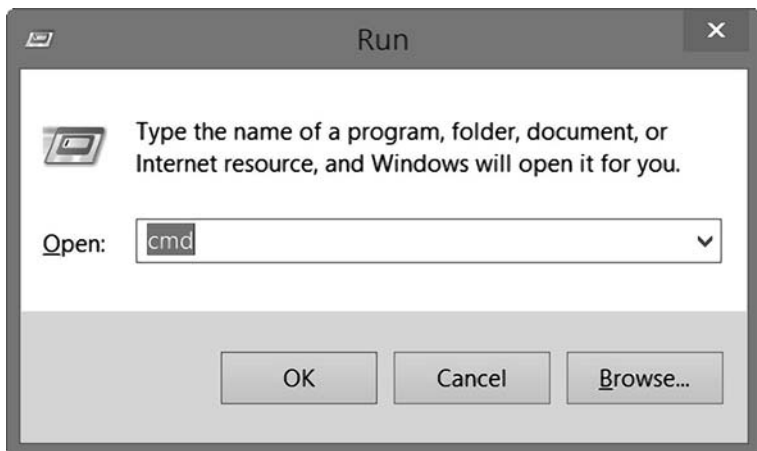 Run
Type the name of a program, folder, document, or
Internet resource, and Windows will open it for you.
Open: cmd
OK Cancel Browse...